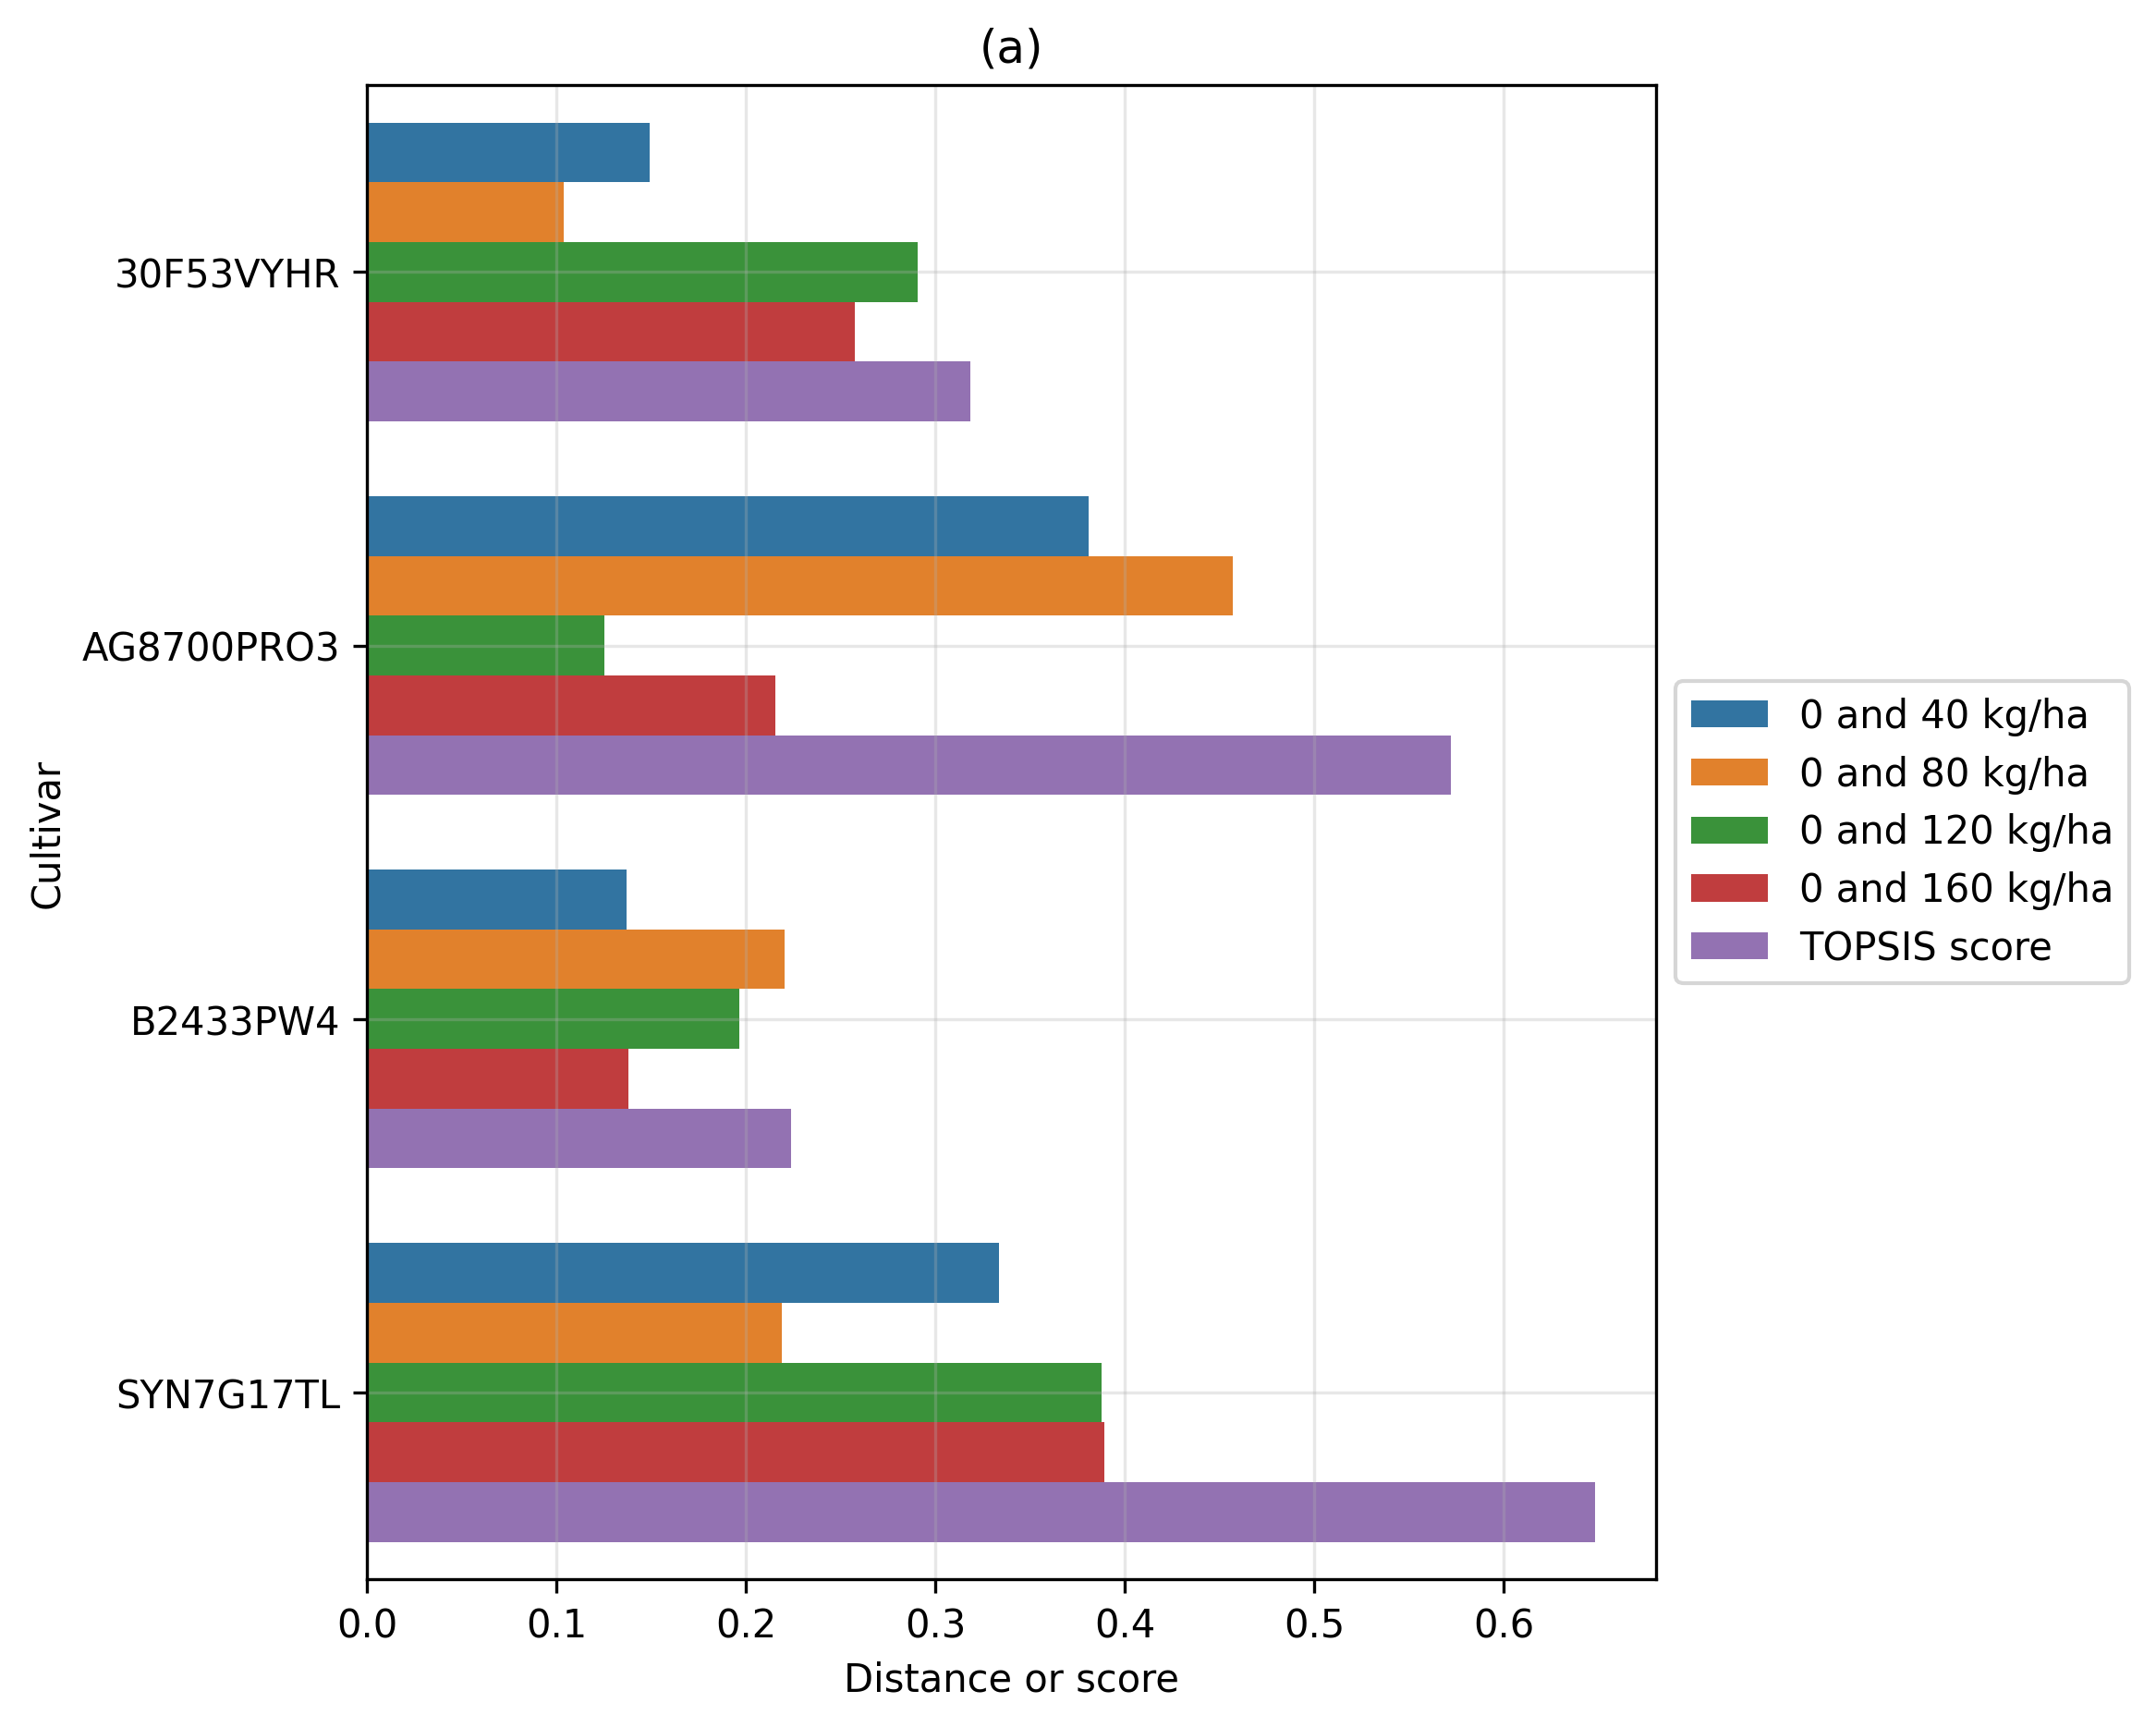 (a)
30F53VYHR
AG8700PRO3
B2433PW4
SYN7G17TL
Cultivar
0.0 0.1 0.2 0.3 0.4 0.5 0.6
Distance or score
0 and 40 kg/ha
0 and 80 kg/ha
0 and 120 kg/ha
0 and 160 kg/ha
TOPSIS score